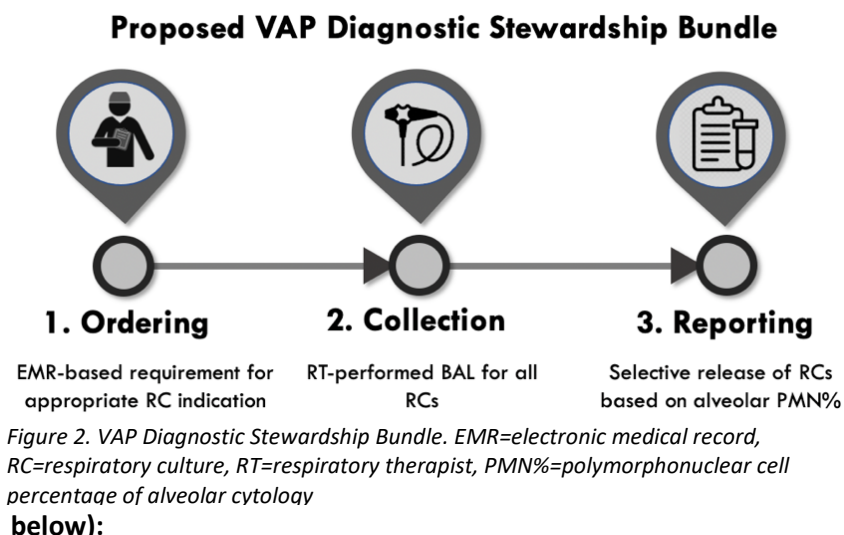 Proposed VAP Diagnostic Stewardship Bundle
1. Ordering
EMR-based requirement for
appropriate RC indication
2. Collection
RT-performed BAL for all
RCs
3. Reporting
Selective release of RCs
based on alveolar PMN%
Figure 2. VAP Diagnostic Stewardship Bundle. EMR=electronic medical record,
RC=respiratory culture, RT=respiratory therapist, PMN%=polymorphonuclear cell
percentage of alveolar cytology
below):